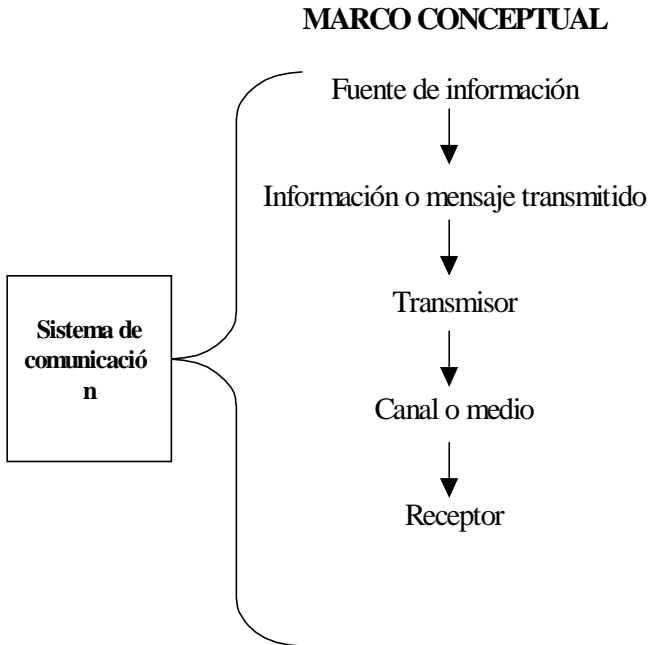 MARCO CONCEPTUAL
Fuente de información
Información o mensaje transmitido
Transmisor
Canal o medio
Receptor
Sistema de
comunicació
n